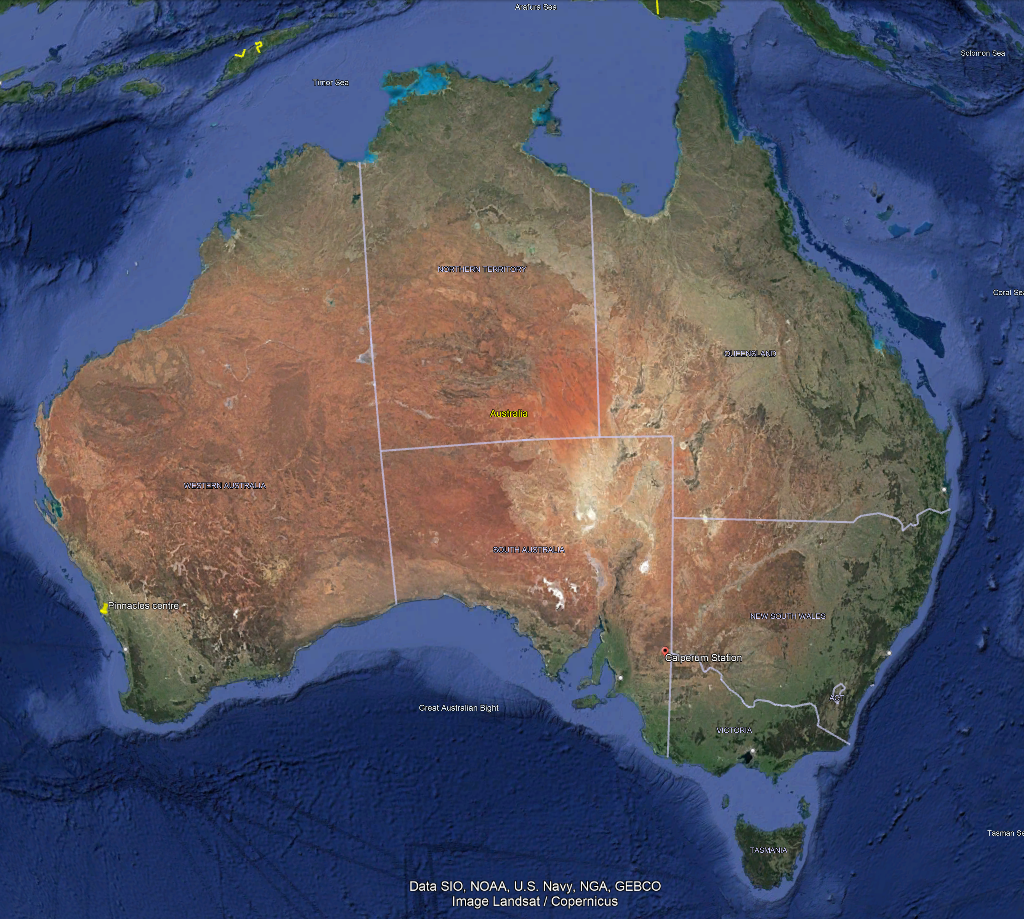 Arafura Sea
Solomon Sea
Timor Sea
NORTHERN TERRITORY
Coral Sea
QUEENSLAND
Australia
WESTERN AUSTRALIA
SOUTH AUSTRALIA
Pinnacles centre
NEW SOUTH WALES
Calperum Station
ACT
Great Australian Bight
VICTORIA
Tasman Se
TASMANIA
Data SIO, NOAA, U.S. Navy, NGA, GEBCO
Image Landsat / Copernicus